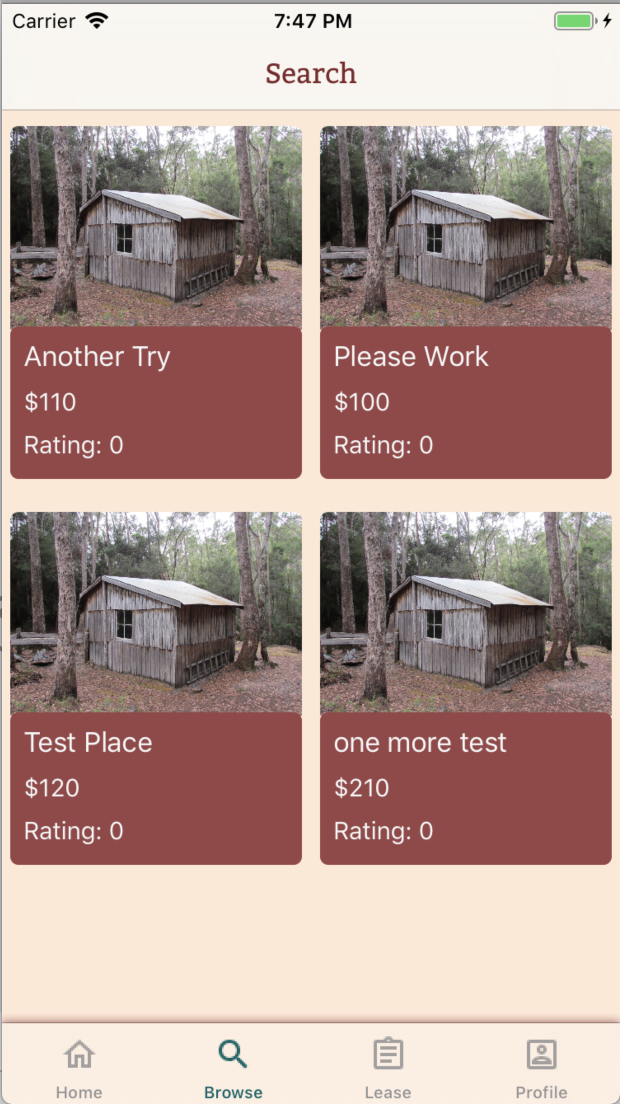 Carrier 7:47 PM
Search
Another Try
$110
Rating: 0
Please Work
$100
Rating: 0
Test Place
$120
Rating: 0
one more test
$210
Rating: 0
Home Browse Lease Profile